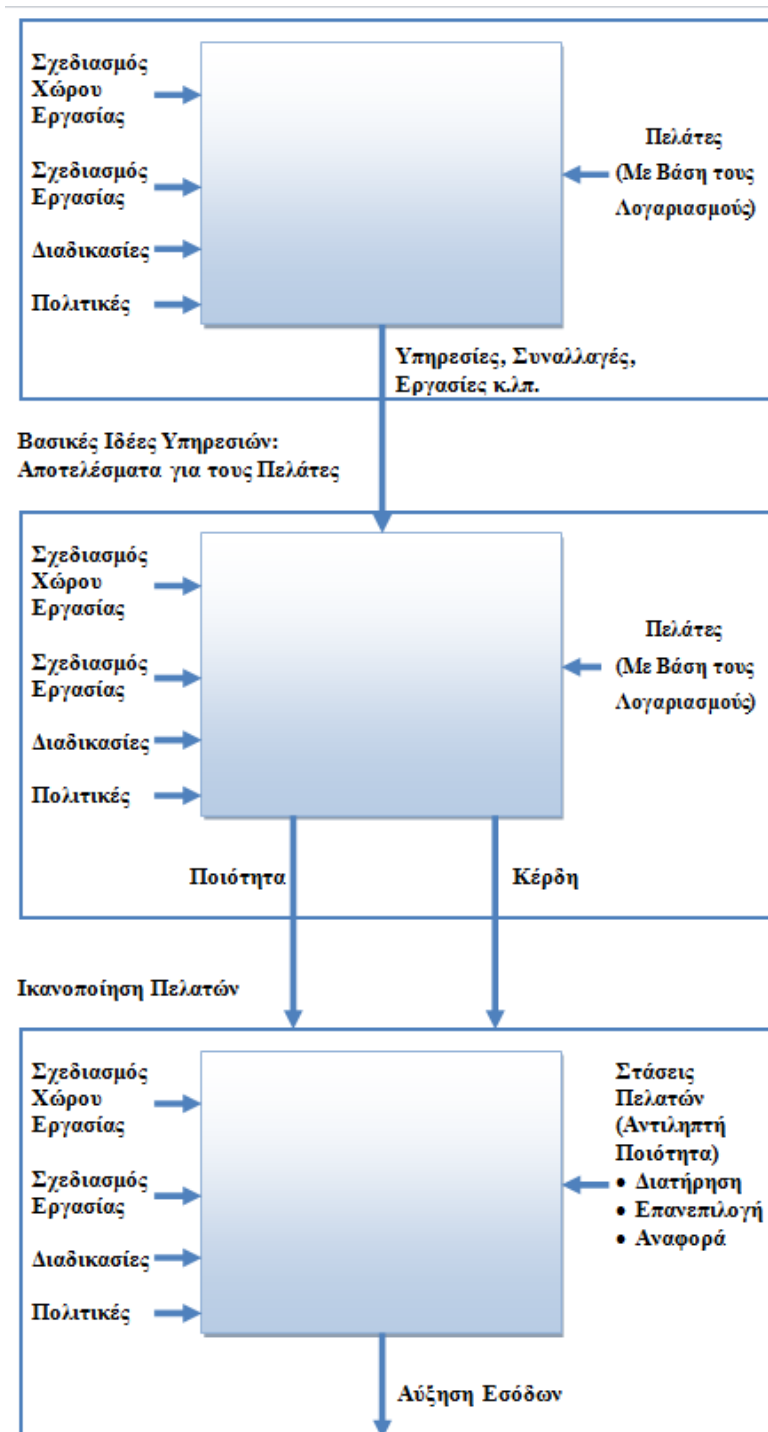 Σχεδιασμός
Χώρου
Εργασίας
Σχεδιασμός
Εργασίας
Διαδικασίες
Πολιτικές
Πελάτες
(Με Βάση τους
Λογαριασμούς)
Υπηρεσίες, Συναλλαγές,
Εργασίες κ.λπ.
Βασικές Ιδέες Υπηρεσιών:
Αποτελέσματα για τους Πελάτες
Σχεδιασμός
Χώρου
Εργασίας
Σχεδιασμός
Εργασίας
Διαδικασίες
Πολιτικές
Πελάτες
(Με Βάση τους
Λογαριασμούς)
Ποιότητα
Κέρδη
Ικανοποίηση Πελατών
Σχεδιασμός
Χώρου
Εργασίας
Σχεδιασμός
Εργασίας
Διαδικασίες
Πολιτικές
Στάσεις
Πελατών
(Αντιληπτή
Ποιότητα)
• Διατήρηση
• Επανεπιλογή
• Αναφορά
Αύξηση Εσόδων